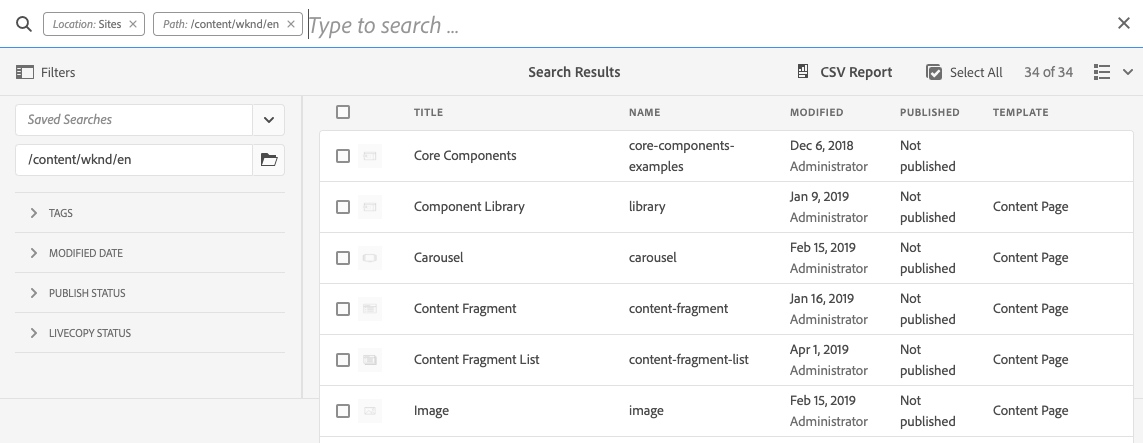 Location: Sites × Path: /content/wknd/en × Type to search ...
Filters Search Results CSV Report Select All 34 of 34
Saved Searches
/content/wknd/en
TAGS
MODIFIED DATE
PUBLISH STATUS
LIVECOPY STATUS
TITLE NAME MODIFIED PUBLISHED TEMPLATE
Core Components core-components-examples Dec 6, 2018 Administrator Not published
Component Library library Jan 9, 2019 Administrator Not published Content Page
Carousel carousel Feb 15, 2019 Administrator Not published Content Page
Content Fragment content-fragment Jan 16, 2019 Administrator Not published Content Page
Content Fragment List content-fragment-list Apr 1, 2019 Administrator Not published Content Page
Image image Feb 15, 2019 Administrator Not published Content Page